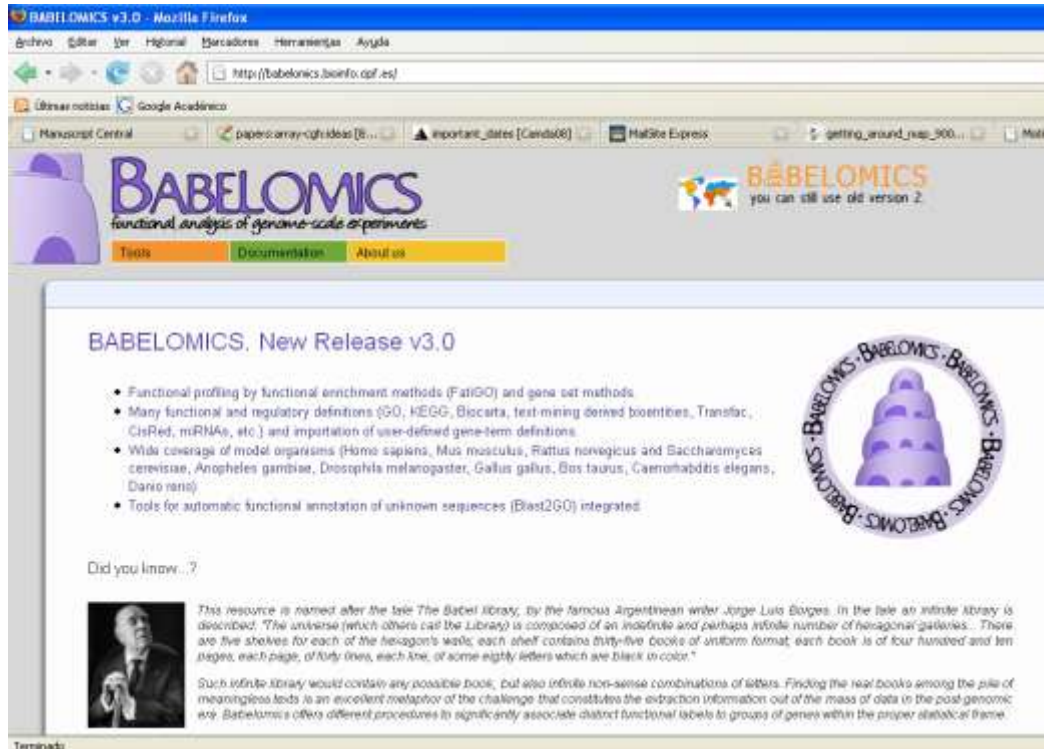 BABELOMICS v3.0 - Mozilla Firefox
Archivo Editar Ver Historial Marcadores Herramientas Ayuda
http://babelomics.bioinfo.cipf.es/
Últimas noticias Google Académico
Manuscript Central papers:array-cgh:ideas [B... important_dates [Camda08] MailSite Express getting_around_map_900...
BABELOMICS
functional analysis of genome-scale experiments
BABELOMICS
you can still use old version 2.
Tools Documentation About us
BABELOMICS. New Release v3.0
• Functional profiling by functional enrichment methods (FatiGO) and gene set methods.
• Many functional and regulatory definitions (GO, KEGG, Biocarta, text-mining derived bioentities, Transfac,
CisRed, miRNAs, etc.) and importation of user-defined gene-term definitions.
• Wide coverage of model organisms (Homo sapiens, Mus musculus, Rattus norvegicus and Saccharomyces
cerevisiae, Anopheles gambiae, Drosophila melanogaster, Gallus gallus, Bos taurus, Caenorhabditis elegans,
Danio rerio)
• Tools for automatic functional annotation of unknown sequences (Blast2GO) integrated.
BABELOMICS · BABELOMICS · BABELOMICS · BABELOMICS · BABELOMICS ·
Did you know...?
This resource is named after the tale The Babel library, by the famous Argentinean writer Jorge Luis Borges. In the tale an infinite library is
described: "The universe (which others call the Library) is composed of an indefinite and perhaps infinite number of hexagonal galleries... There
are five shelves for each of the hexagon's walls; each shelf contains thirty-five books of uniform format; each book is of four hundred and ten
pages; each page, of forty lines, each line, of some eighty letters which are black in color."
Such infinite library would contain any possible book, but also infinite non-sense combinations of letters. Finding the real books among the pile of
meaningless texts is an excellent metaphor of the challenge that constitutes the extraction information out of the mass of data in the post-genomic
era. Babelomics offers different procedures to significantly associate distinct functional labels to groups of genes within the proper statistical frame.
Terminado